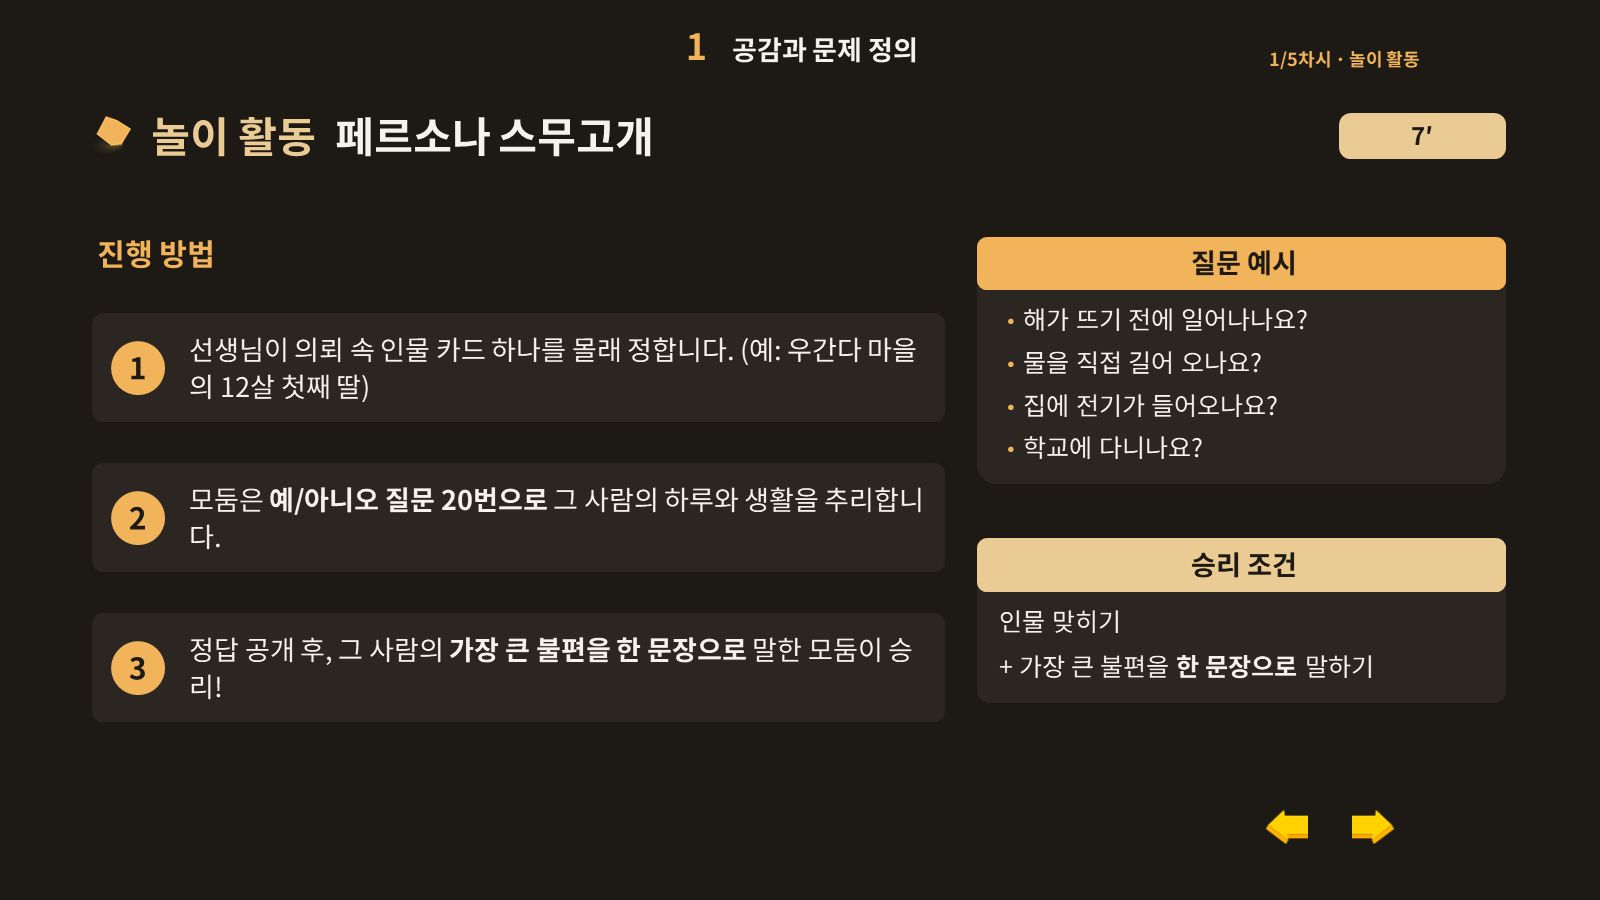 1 공감과 문제 정의
1/5차시 · 놀이 활동
놀이 활동 페르소나 스무고개
7′
진행 방법
1
선생님이 의뢰 속 인물 카드 하나를 몰래 정합니다. (예: 우간다 마을
의 12살 첫째 딸)
2
모둠은 예/아니오 질문 20번으로 그 사람의 하루와 생활을 추리합니
다.
3
정답 공개 후, 그 사람의 가장 큰 불편을 한 문장으로 말한 모둠이 승
리!
질문 예시
• 해가 뜨기 전에 일어나나요?
• 물을 직접 길어 오나요?
• 집에 전기가 들어오나요?
• 학교에 다니나요?
승리 조건
인물 맞히기
+ 가장 큰 불편을 한 문장으로 말하기